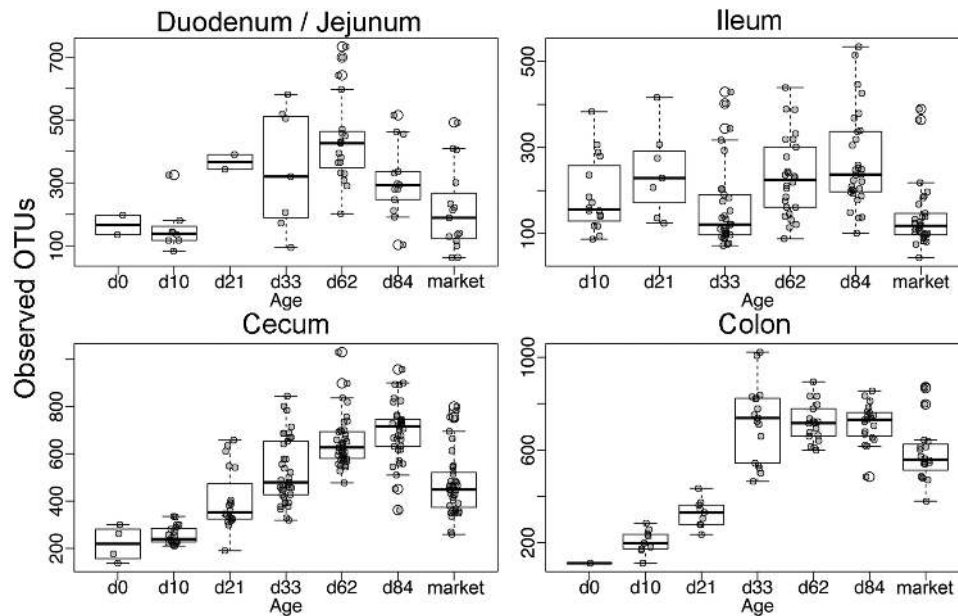 Duodenum / Jejunum
700
500
300
100
d0 d10 d21 d33 d62 d84 market
Age
Ileum
500
300
100
d10 d21 d33 d62 d84 market
Age
Observed OTUs
Cecum
800
600
400
200
d0 d10 d21 d33 d62 d84 market
Age
Colon
1000
600
200
d0 d10 d21 d33 d62 d84 market
Age